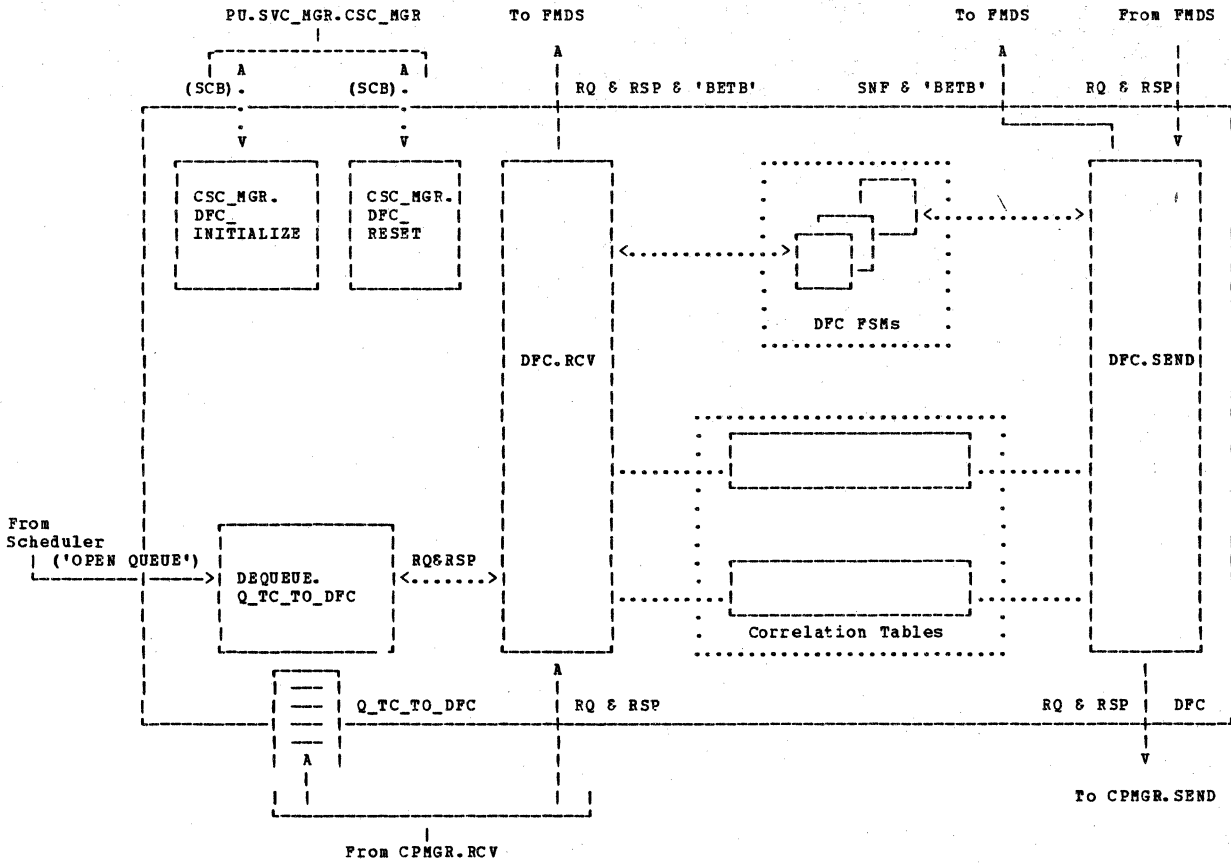 PU.SVC_MGR.CSC_MGR
To FMDS
To FMDS
From FMDS
(SCB)
(SCB)
RQ & RSP & 'BETB'
SNF & 'BETB'
RQ & RSP
CSC_MGR.
DFC_
INITIALIZE
CSC_MGR.
DFC_
RESET
DFC FSMs
DFC.RCV
DFC.SEND
From
Scheduler
('OPEN QUEUE')
DEQUEUE.
Q_TC_TO_DFC
RQ&RSP
Correlation Tables
Q_TC_TO_DFC
RQ & RSP
RQ & RSP
DFC
To CPMGR.SEND
From CPMGR.RCV